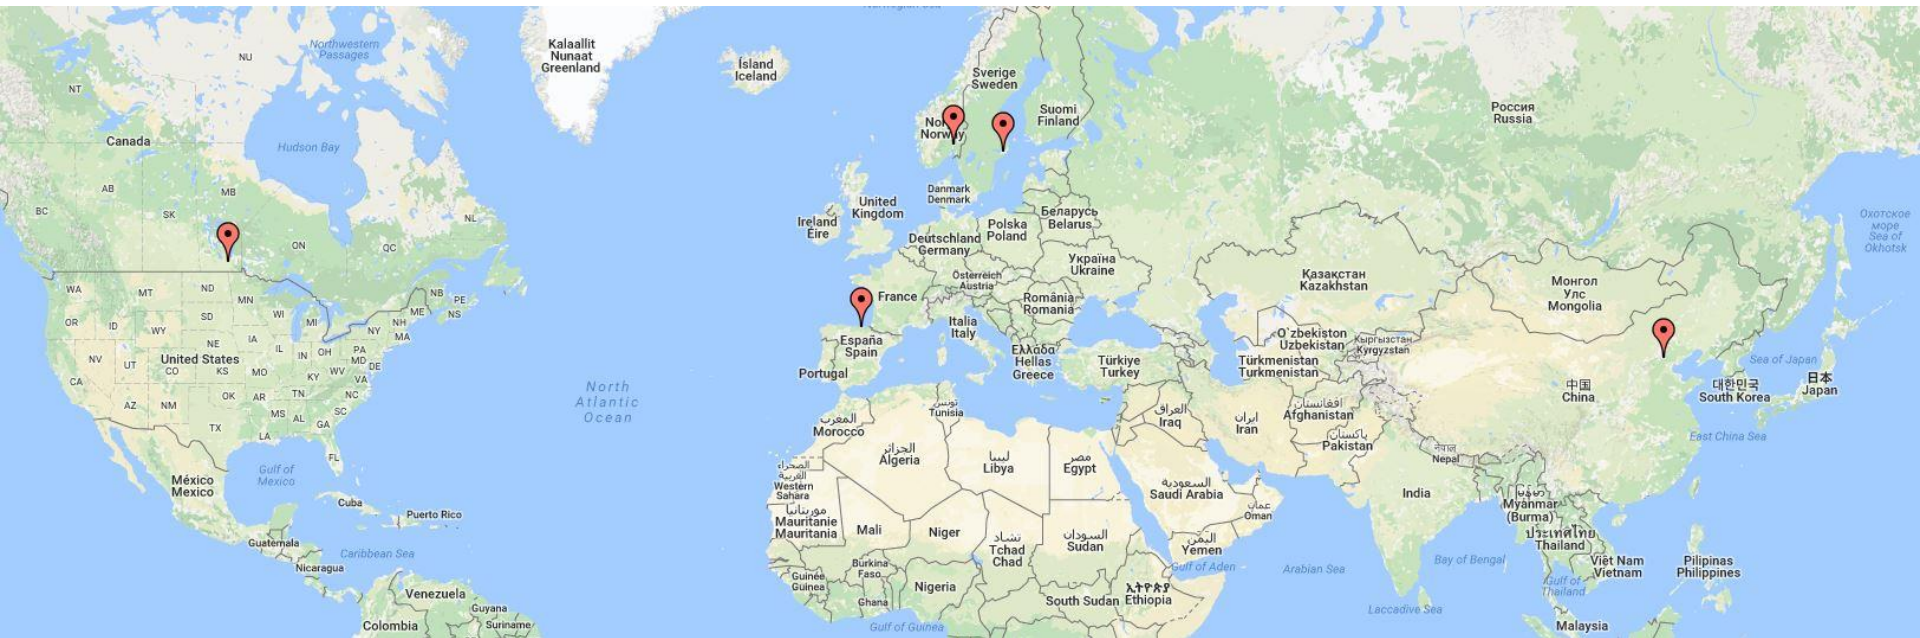 Norwegian Sea
Kalaallit
Nunaat
Greenland
Northwestern
Passages
NU
NT
Ísland
Iceland
Sverige
Sweden
Suomi
Finland
Norway
Россия
Russia
Canada
Hudson Bay
AB
MB
SK
BC
NL
ON
QC
Danmark
Denmark
United
Kingdom
Ireland
Éire
Polska
Poland
Беларусь
Belarus
Deutschland
Germany
Україна
Ukraine
Österreich
Austria
France
România
Romania
Italia
Italy
España
Spain
Portugal
Ελλάδα
Hellas
Greece
Türkiye
Turkey
Қазақстан
Kazakhstan
Монгол
Улс
Mongolia
Охотское
море
Sea of
Okhotsk
Oʻzbekiston
Uzbekistan
Кыргызстан
Kyrgyzstan
Türkmenistan
Turkmenistan
中国
China
대한민국
South Korea
日本
Japan
Sea of Japan
East China Sea
WA
MT
ND
MN
OR
ID
WY
SD
WI
MI
NB
PE
ME
NS
NH
NY
MA
NV
UT
NE
IA
IL
IN
OH
PA
MD
DE
United States
CO
KS
MO
KY
WV
VA
CA
AZ
NM
OK
AR
TN
NC
MS
AL
SC
GA
TX
LA
FL
North
Atlantic
Ocean
Gulf of
Mexico
México
Mexico
Cuba
Puerto Rico
Guatemala
Caribbean Sea
Nicaragua
Venezuela
Guyana
Colombia
Suriname
تونس
Tunisia
المغرب
Morocco
الجزائر
Algeria
ليبيا
Libya
مصر
Egypt
العراق
Iraq
ایران
Iran
افغانستان
Afghanistan
پاکستان
Pakistan
नेपाल
Nepal
India
الصحراء
الغربية
Western
Sahara
موريتانيا
Mauritanie
Mauritania
Mali
Niger
تشاد
Tchad
Chad
السودان
Sudan
السعودية
Saudi Arabia
عمان
Oman
اليمن
Yemen
Gulf of Aden
Arabian Sea
Bay of Bengal
Laccadive Sea
Guinée
Guinea
Burkina
Faso
Ghana
Nigeria
Gulf of Guinea
South Sudan
ኢትዮጵያ
Ethiopia
Myanmar
(Burma)
ประเทศไทย
Thailand
Việt Nam
Vietnam
Gulf of
Thailand
Pilipinas
Philippines
Malaysia